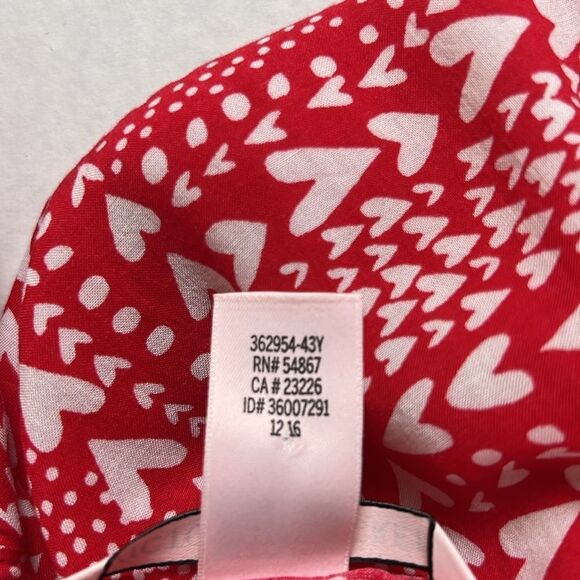 362954-43Y
RN# 54867
CA # 23226
ID# 36007291
12 16